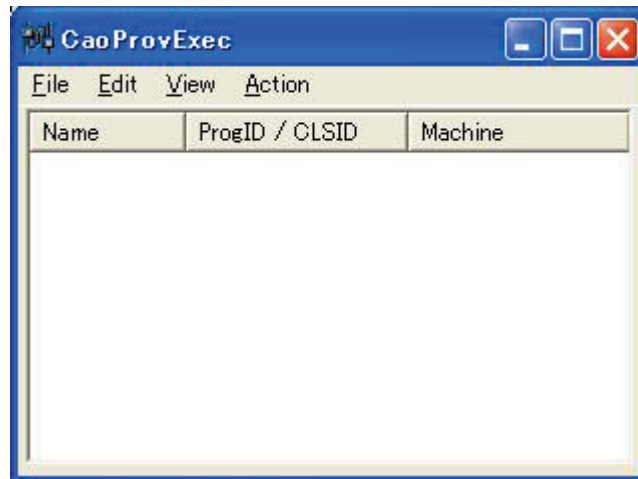 CaoProvExec
File Edit View Action
Name ProgID / CLSID Machine